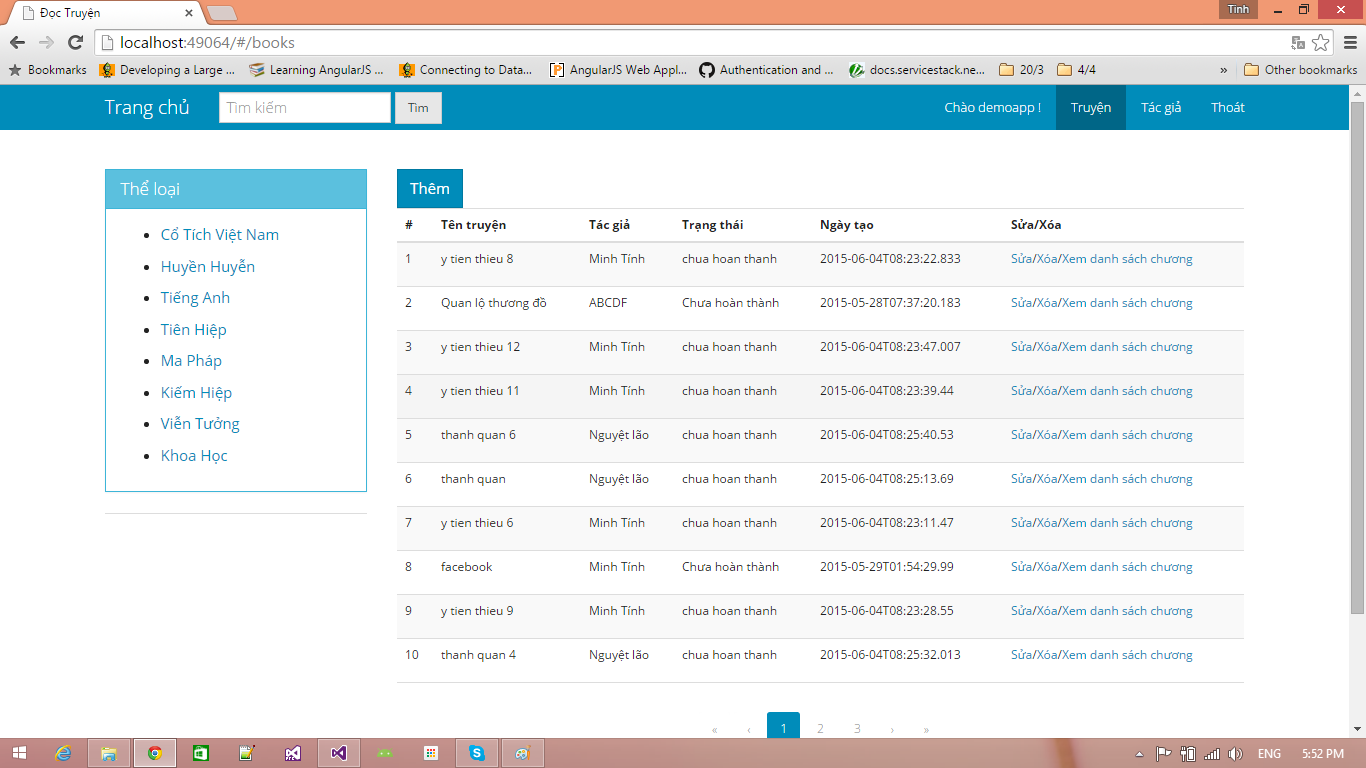 Đọc Truyện
Tinh
localhost:49064/#/books
Bookmarks Developing a Large ... Learning AngularJS ... Connecting to Data... AngularJS Web Appl... Authentication and ... docs.servicestack.ne... 20/3 4/4 » Other bookmarks
Trang chủ Tìm kiếm Tìm Chào demoapp ! Truyện Tác giả Thoát
Thể loại
Cổ Tích Việt Nam
Huyền Huyễn
Tiếng Anh
Tiên Hiệp
Ma Pháp
Kiếm Hiệp
Viễn Tưởng
Khoa Học
Thêm
# Tên truyện Tác giả Trạng thái Ngày tạo Sửa/Xóa
1 y tien thieu 8 Minh Tính chua hoan thanh 2015-06-04T08:23:22.833 Sửa/Xóa/Xem danh sách chương
2 Quan lộ thương đồ ABCDF Chưa hoàn thành 2015-05-28T07:37:20.183 Sửa/Xóa/Xem danh sách chương
3 y tien thieu 12 Minh Tính chua hoan thanh 2015-06-04T08:23:47.007 Sửa/Xóa/Xem danh sách chương
4 y tien thieu 11 Minh Tính chua hoan thanh 2015-06-04T08:23:39.44 Sửa/Xóa/Xem danh sách chương
5 thanh quan 6 Nguyệt lão chua hoan thanh 2015-06-04T08:25:40.53 Sửa/Xóa/Xem danh sách chương
6 thanh quan Nguyệt lão chua hoan thanh 2015-06-04T08:25:13.69 Sửa/Xóa/Xem danh sách chương
7 y tien thieu 6 Minh Tính chua hoan thanh 2015-06-04T08:23:11.47 Sửa/Xóa/Xem danh sách chương
8 facebook Minh Tính Chưa hoàn thành 2015-05-29T01:54:29.99 Sửa/Xóa/Xem danh sách chương
9 y tien thieu 9 Minh Tính chua hoan thanh 2015-06-04T08:23:28.55 Sửa/Xóa/Xem danh sách chương
10 thanh quan 4 Nguyệt lão chua hoan thanh 2015-06-04T08:25:32.013 Sửa/Xóa/Xem danh sách chương
« ‹ 1 2 3 › »
ENG 5:52 PM